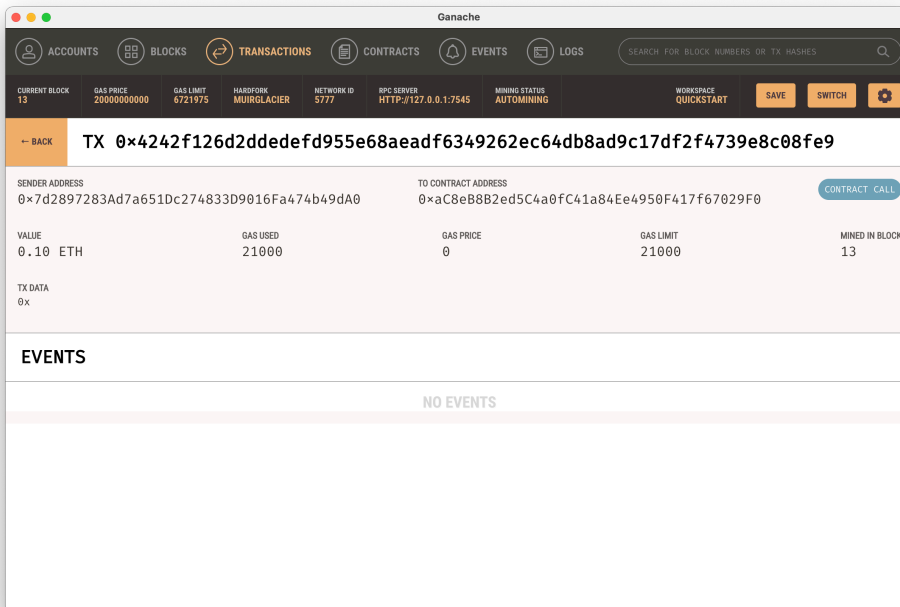 Ganache
ACCOUNTS BLOCKS TRANSACTIONS CONTRACTS EVENTS LOGS SEARCH FOR BLOCK NUMBERS OR TX HASHES
CURRENT BLOCK GAS PRICE GAS LIMIT HARDFORK NETWORK ID RPC SERVER MINING STATUS WORKSPACE
13 20000000000 6721975 MUIRGLACIER 5777 HTTP://127.0.0.1:7545 AUTOMINING QUICKSTART SAVE SWITCH
← BACK TX 0×4242f126d2ddedefd955e68aeadf6349262ec64db8ad9c17df2f4739e8c08fe9
SENDER ADDRESS TO CONTRACT ADDRESS
0×7d2897283Ad7a651Dc274833D9016Fa474b49dA0 0×aC8eB8B2ed5C4a0fC41a84Ee4950F417f67029F0 CONTRACT CALL
VALUE GAS USED GAS PRICE GAS LIMIT MINED IN BLOCK
0.10 ETH 21000 0 21000 13
TX DATA
0×
EVENTS
NO EVENTS